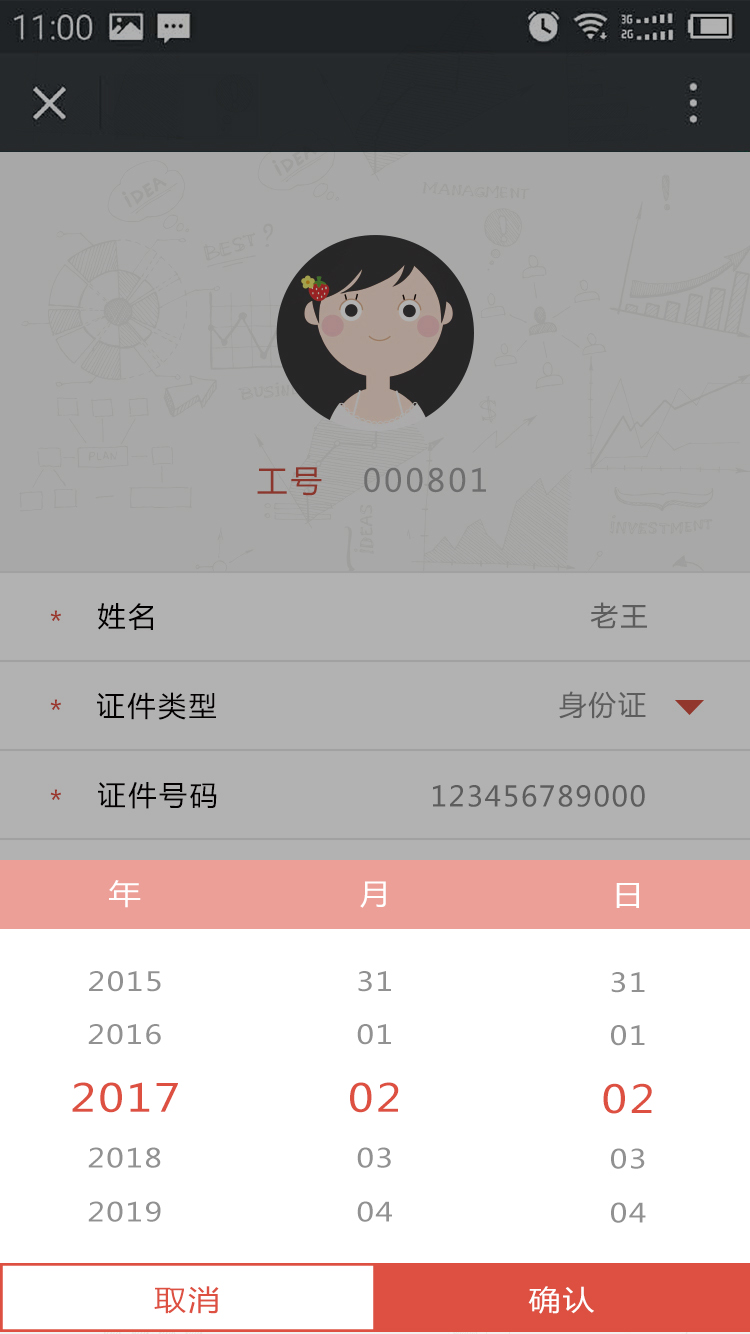 11:00 3G 2G
IDEA IDEA
MANAGMENT
BEST?
BUSIN
PLAN
IDEAS
INVESTMENT
工号 000801
* 姓名 老王
* 证件类型 身份证
* 证件号码 123456789000
年 月 日
2015 31 31
2016 01 01
2017 02 02
2018 03 03
2019 04 04
取消 确认